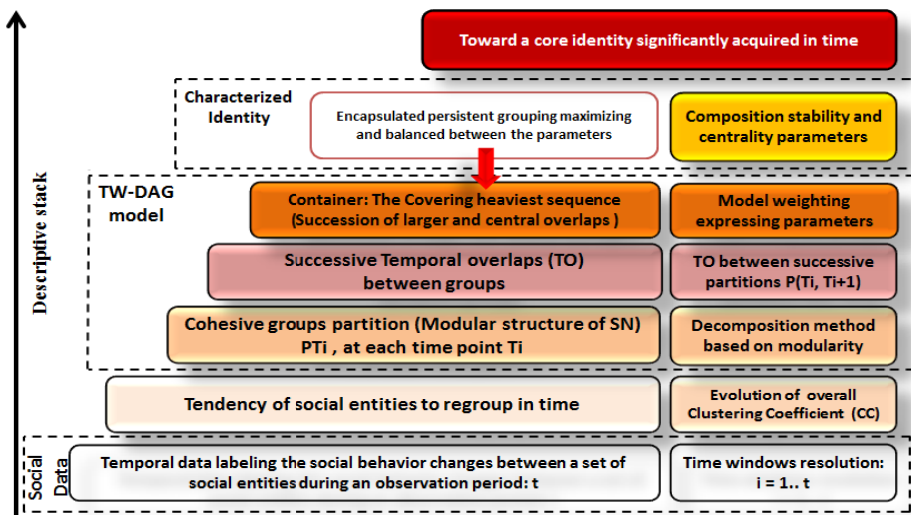 Toward a core identity significantly acquired in time
Characterized
Identity
Encapsulated persistent grouping maximizing
and balanced between the parameters
Composition stability and
centrality parameters
TW-DAG
model
Container: The Covering heaviest sequence
(Succession of larger and central overlaps )
Model weighting
expressing parameters
Successive Temporal overlaps (TO)
between groups
TO between successive
partitions P(Ti, Ti+1)
Cohesive groups partition (Modular structure of SN)
PTi , at each time point Ti
Decomposition method
based on modularity
Tendency of social entities to regroup in time
Evolution of overall
Clustering Coefficient (CC)
Social
Data
Temporal data labeling the social behavior changes between a set of
social entities during an observation period: t
Time windows resolution:
i = 1.. t
Descriptive stack